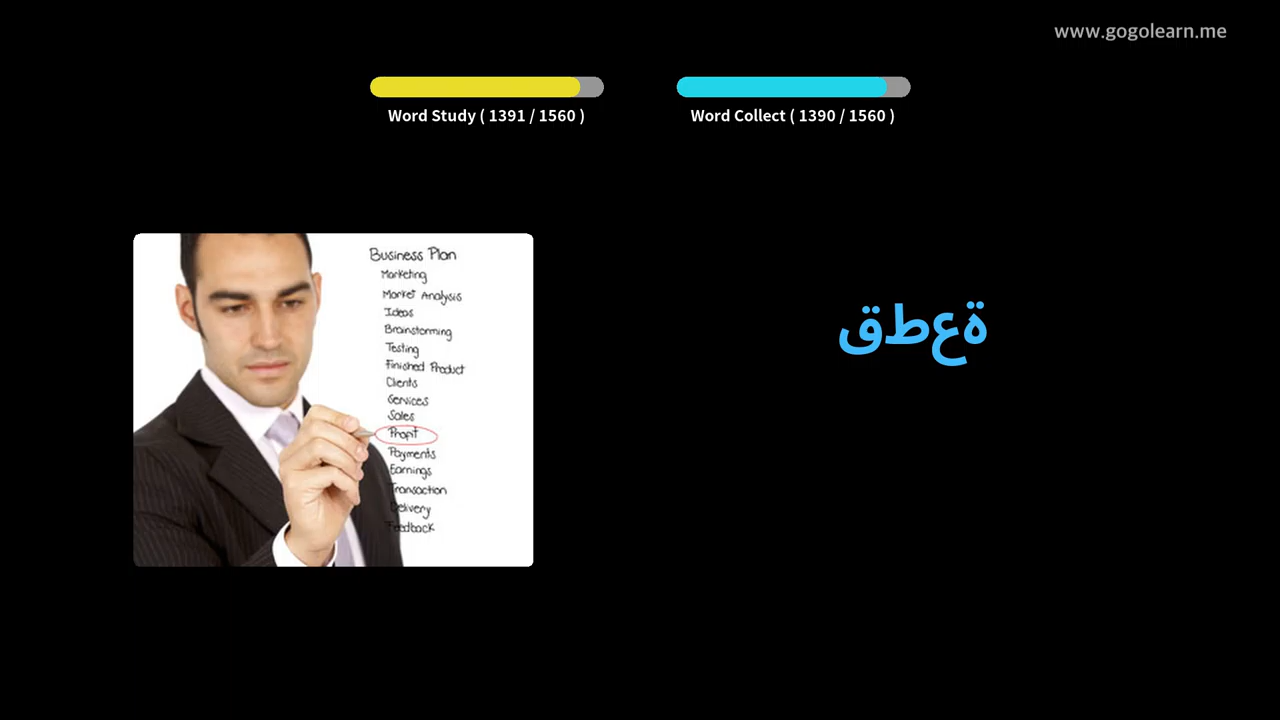 www.gogolearn.me
Word Study ( 1391 / 1560 )
Word Collect ( 1390 / 1560 )
Business Plan
Marketing
Market Analysis
Ideas
Brainstorming
Testing
Finished Product
Clients
Services
Sales
Profit
Payments
Earnings
Transaction
Delivery
Feedback
قطعة